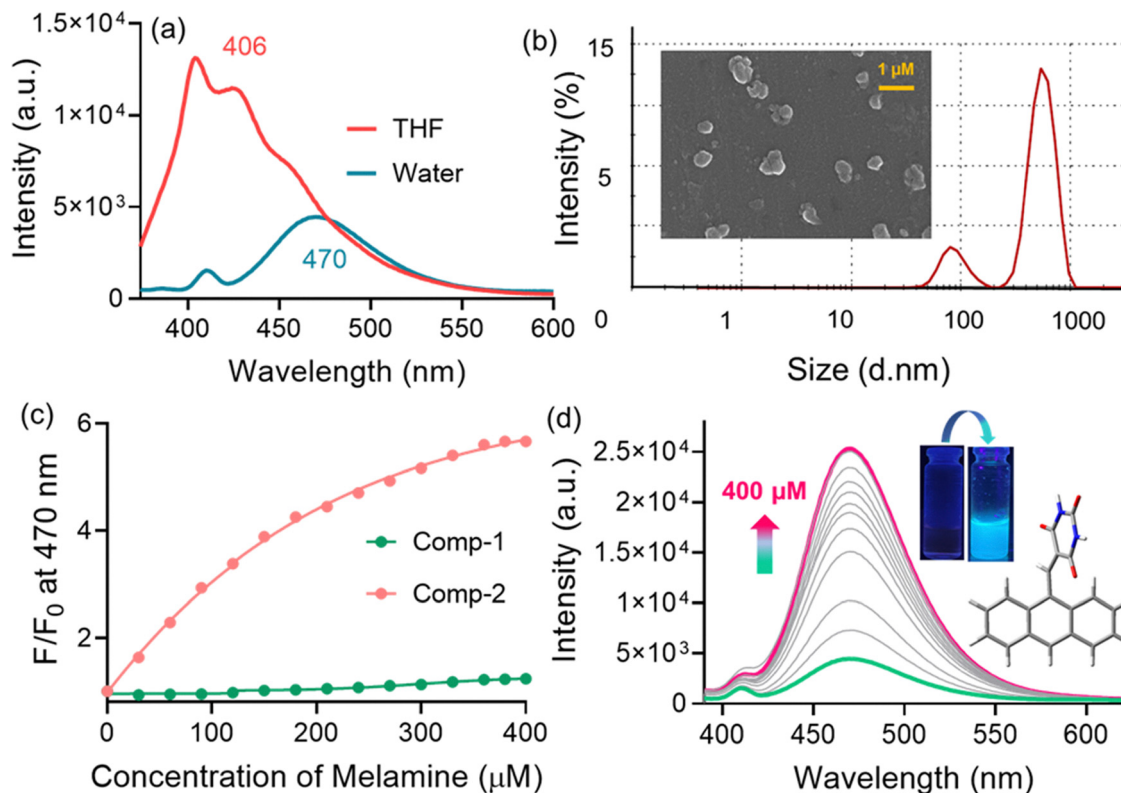 (a)
1.5×10⁴
1×10⁴
5×10³
0
Intensity (a.u.)
406
470
THF
Water
400
450
500
550
600
Wavelength (nm)
(b)
15
5
Intensity (%)
1 μM
0
1
10
100
1000
Size (d.nm)
(c)
6
4
2
F/F₀ at 470 nm
Comp-1
Comp-2
0
100
200
300
400
Concentration of Melamine (μM)
(d)
2.5×10⁴
2×10⁴
2×10⁴
1×10⁴
5×10³
0
Intensity (a.u.)
400 μM
400
450
500
550
600
Wavelength (nm)